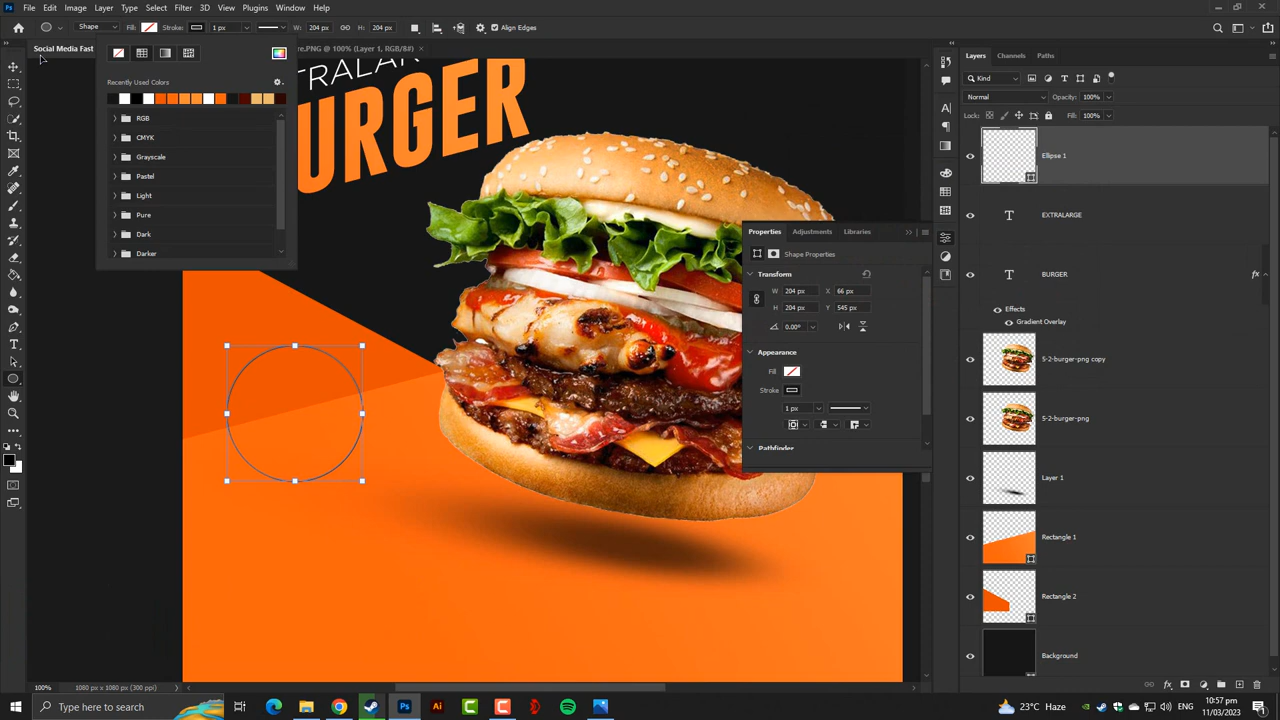 File Edit Image Layer Type Select Filter 3D View Plugins Window Help
Shape Fill: Stroke: 1 px W: 204 px H: 204 px Align Edges
Social Media Fast
re.PNG @ 100% (Layer 1, RGB/8#)
Recently Used Colors
RGB
CMYK
Grayscale
Pastel
Light
Pure
Dark
Darker
TRALAR
URGER
Properties Adjustments Libraries
Shape Properties
Transform
W 204 px X 66 px
H 204 px Y 545 px
0.00°
Appearance
Fill
Stroke
1 px
Pathfinder
Layers Channels Paths
Kind
Normal Opacity: 100%
Lock: Fill: 100%
Ellipse 1
EXTRALARGE
BURGER fx
Effects
Gradient Overlay
5-2-burger-png copy
5-2-burger-png
Layer 1
Rectangle 1
Rectangle 2
Background
100% 1080 px x 1080 px (300 ppi)
Type here to search
23°C Haze
10:57 pm
11/03/2023